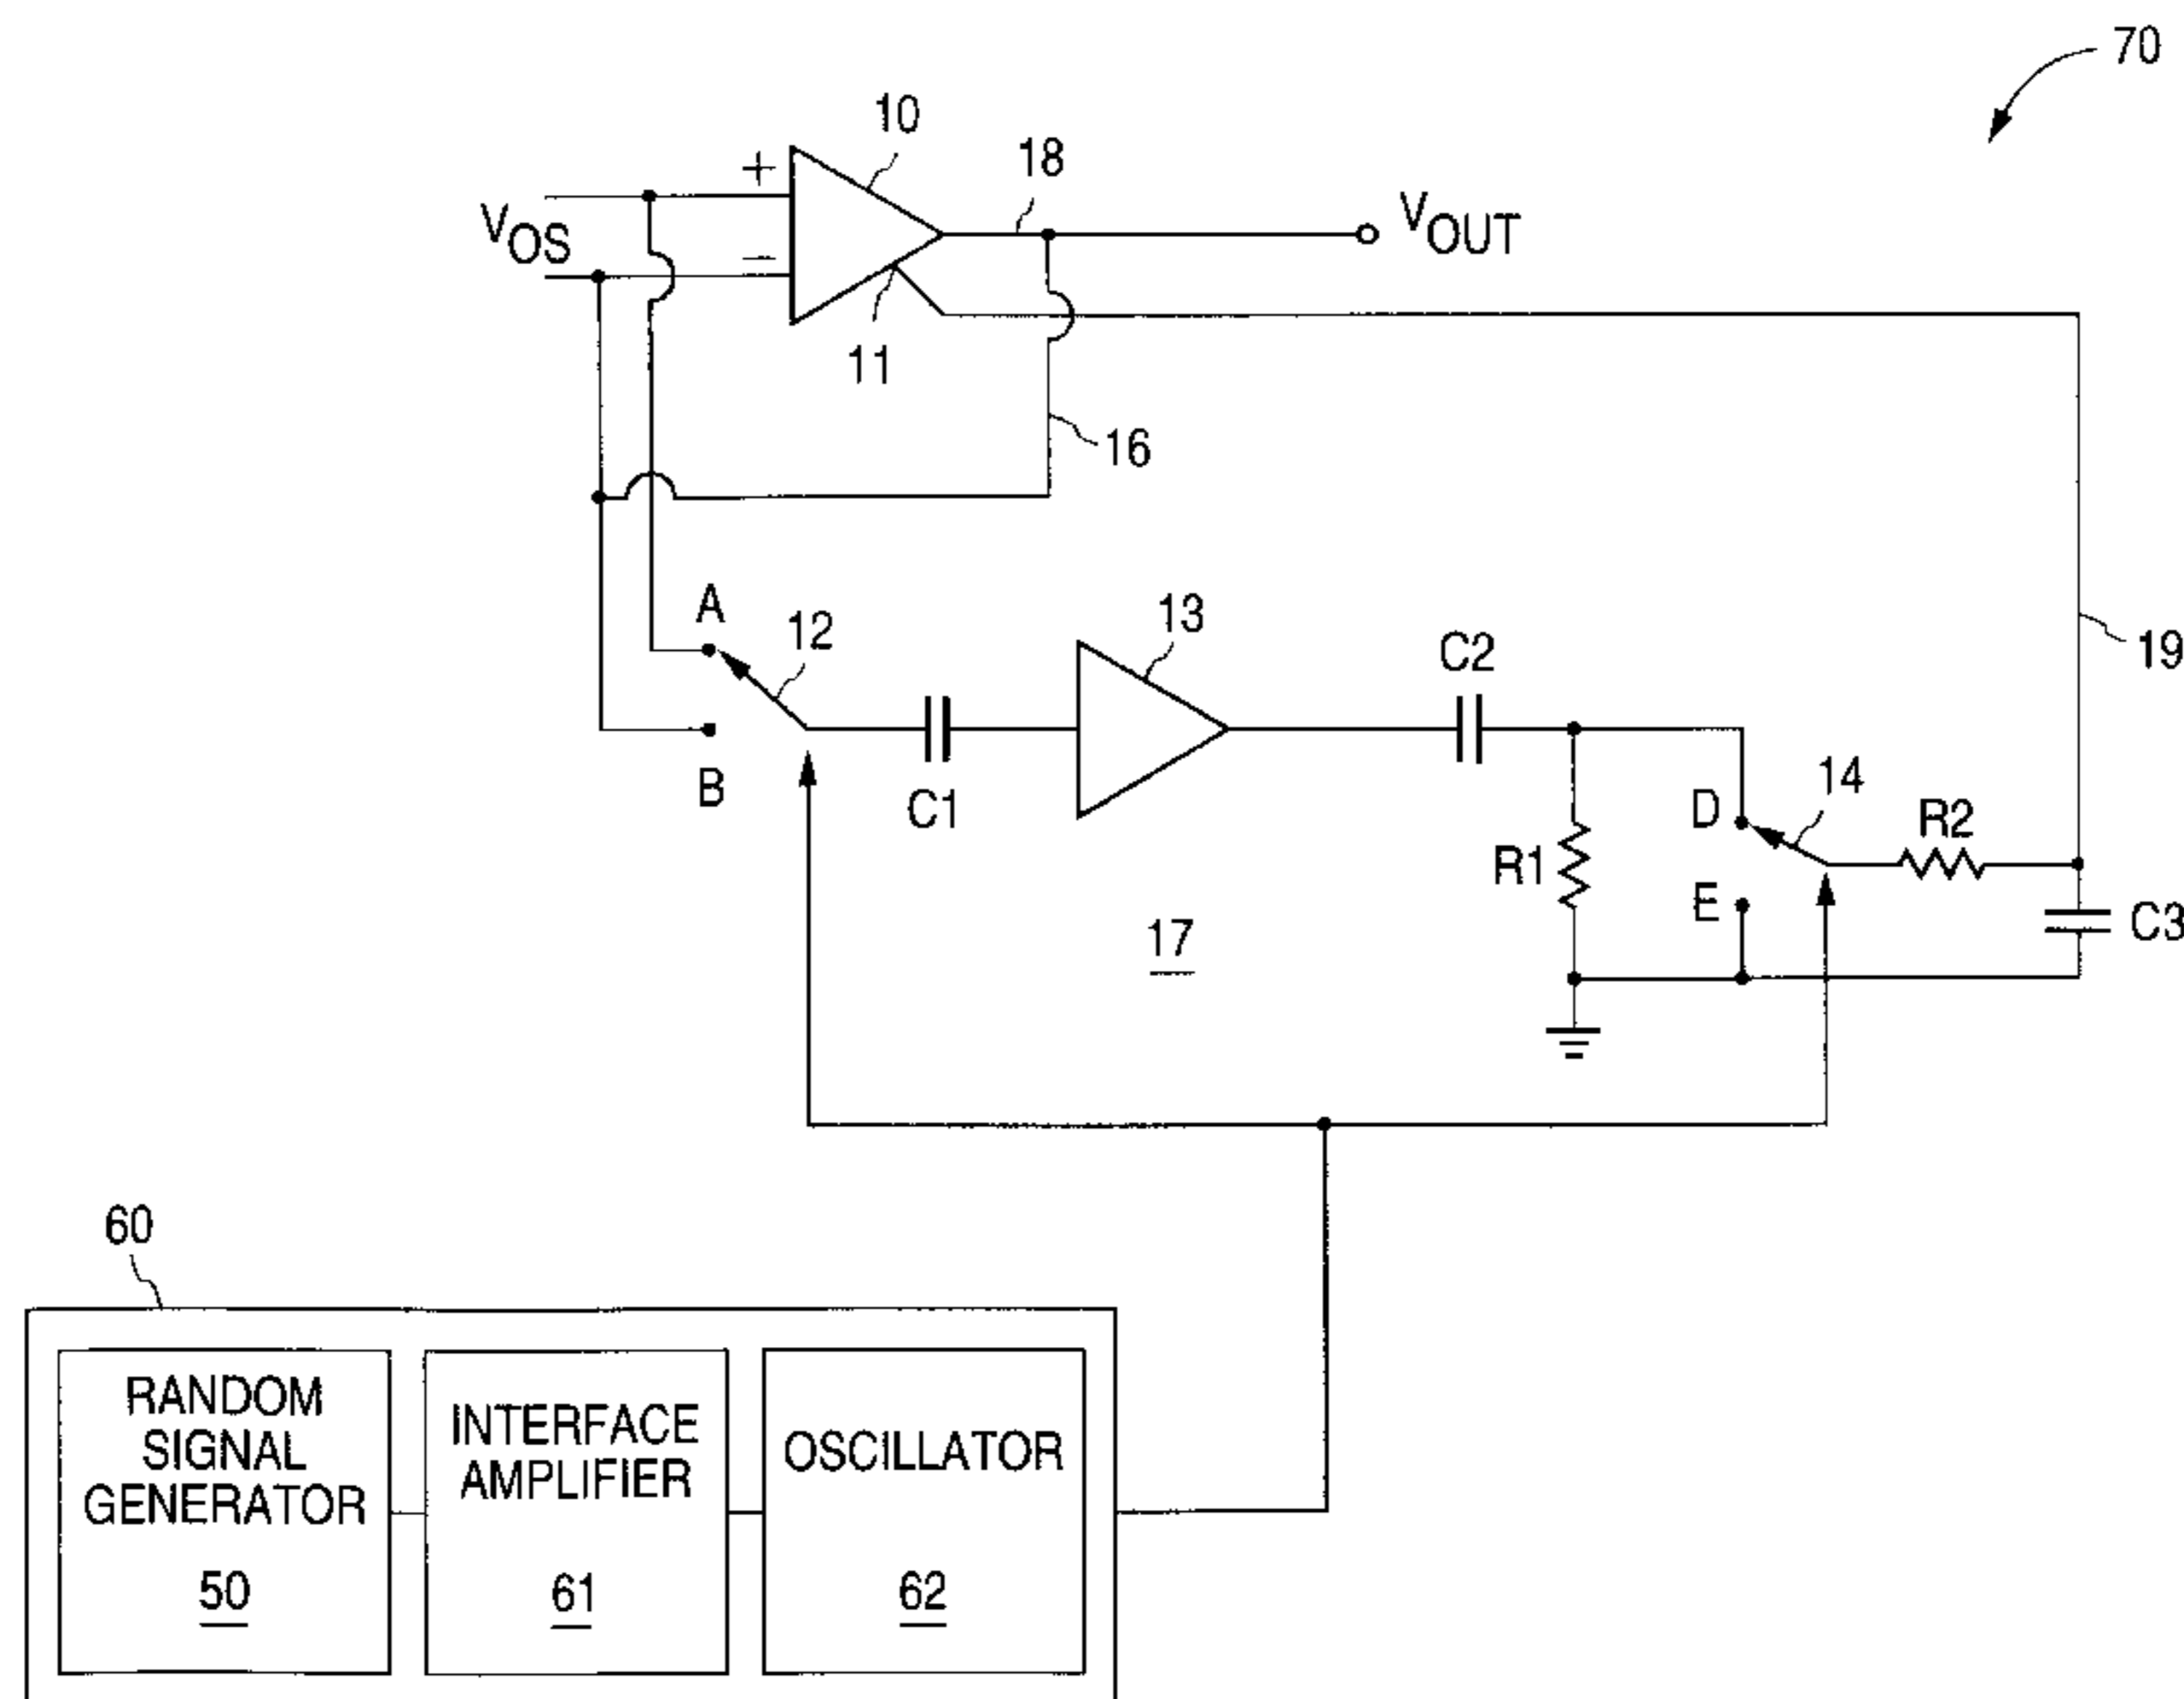 70
10
18
+
VOS
VOUT
−
11
16
A
12
13
C2
19
B
C1
D
14
R2
R1
E
C3
17
60
RANDOM
SIGNAL
GENERATOR
50
INTERFACE
AMPLIFIER
61
OSCILLATOR
62